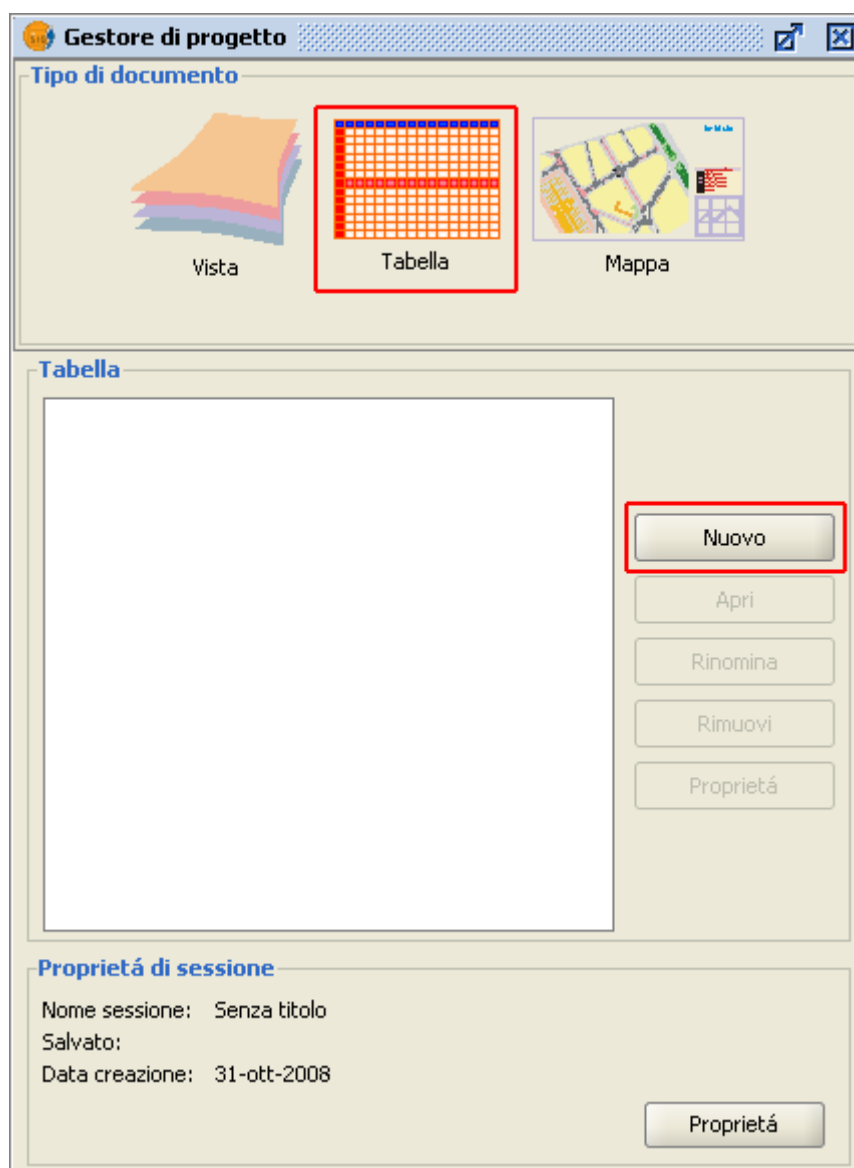 Gestore di progetto
Tipo di documento
Vista
Tabella
Mappa
Tabella
Nuovo
Apri
Rinomina
Rimuovi
Proprietá
Proprietá di sessione
Nome sessione: Senza titolo
Salvato:
Data creazione: 31-ott-2008
Proprietá